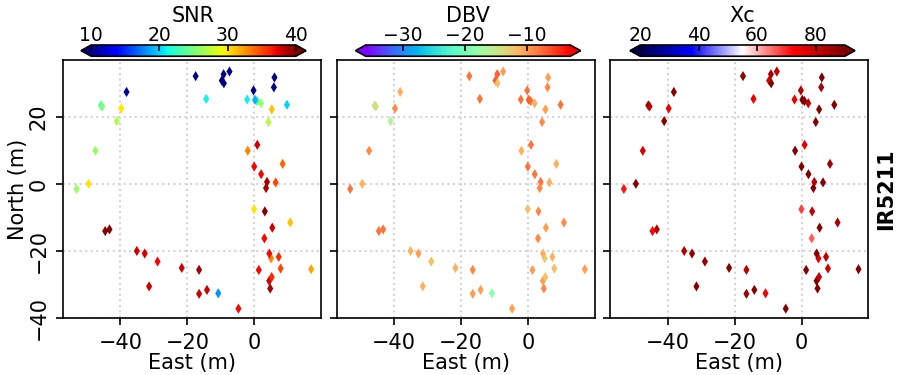 SNR DBV Xc
10 20 30 40 −30 −20 −10 20 40 60 80
North (m)
20
0
−20
−40
−40 −20 0 −40 −20 0 −40 −20 0
East (m) East (m) East (m)
IR5211